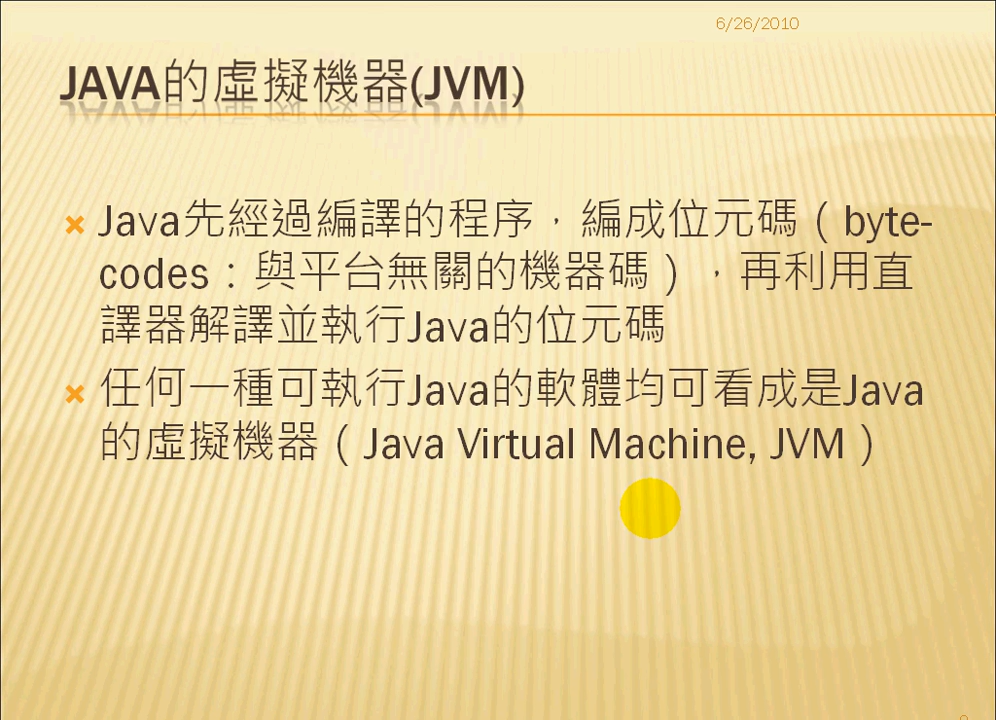 6/26/2010
JAVA的虛擬機器(JVM)
Java先經過編譯的程序，編成位元碼（byte-
codes：與平台無關的機器碼），再利用直
譯器解譯並執行Java的位元碼
任何一種可執行Java的軟體均可看成是Java
的虛擬機器（Java Virtual Machine, JVM）